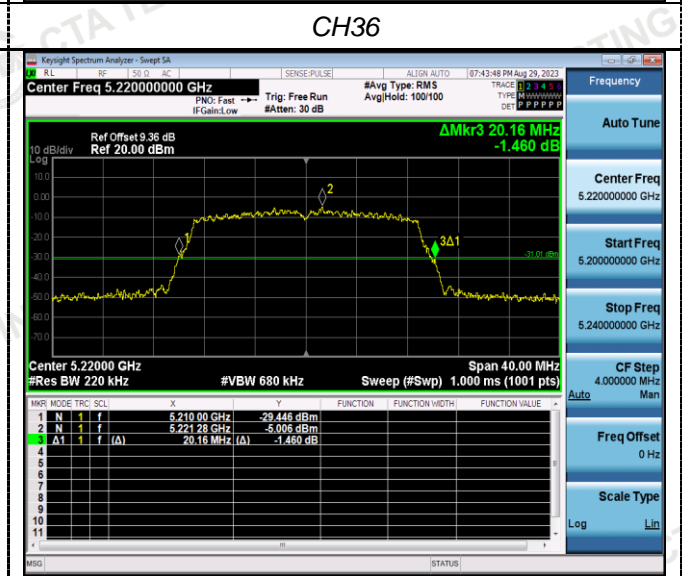 CH36
Keysight Spectrum Analyzer - Swept SA
RL RF 50 Ω AC SENSE:PULSE ALIGN AUTO 07:43:48 PM Aug 29, 2023
Center Freq 5.220000000 GHz #Avg Type: RMS TRACE 1 2 3 4 5 6
PNO: Fast Trig: Free Run Avg|Hold: 100/100 TYPE M WWWWW
IFGain:Low #Atten: 30 dB DET P P P P P P
Frequency
Auto Tune
Center Freq
5.220000000 GHz
Start Freq
5.200000000 GHz
Stop Freq
5.240000000 GHz
CF Step
4.000000 MHz
Auto Man
Freq Offset
0 Hz
Scale Type
Log Lin
ΔMkr3 20.16 MHz
-1.460 dB
Ref Offset 9.36 dB
10 dB/div Ref 20.00 dBm
Log
10.0
0.00
-10.0
-20.0
-30.0
-40.0
-50.0
-60.0
-70.0
1
2
3Δ1
-31.01 dBm
Center 5.22000 GHz Span 40.00 MHz
#Res BW 220 kHz #VBW 680 kHz Sweep (#Swp) 1.000 ms (1001 pts)
MKR MODE TRC SCL X Y FUNCTION FUNCTION WIDTH FUNCTION VALUE
1 N 1 f 5.210 00 GHz -29.446 dBm
2 N 1 f 5.221 28 GHz -5.006 dBm
3 Δ1 1 f (Δ) 20.16 MHz (Δ) -1.460 dB
4
5
6
7
8
9
10
11
MSG STATUS